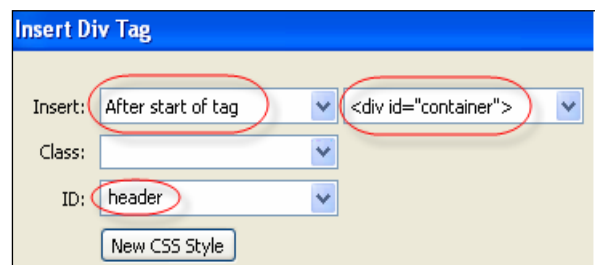 Insert Div Tag
Insert: After start of tag <div id="container">
Class:
ID: header
New CSS Style